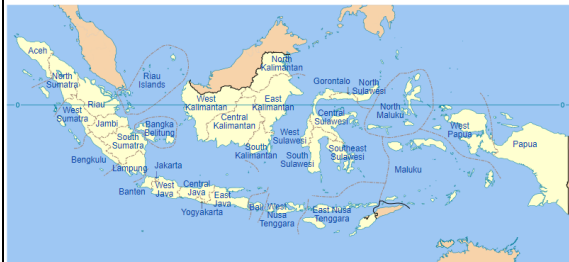 Aceh
North
Sumatra
Riau
Islands
North
Kalimantan
Gorontalo
North
Sulawesi
0
West
Sumatra
Riau
Jambi
Bangka
Belitung
South
Sumatra
West
Kalimantan
Central
Kalimantan
East
Kalimantan
South
Kalimantan
West
Sulawesi
Central
Sulawesi
South
Sulawesi
Southeast
Sulawesi
North
Maluku
Maluku
West
Papua
Papua
Bengkulu
Lampung
Jakarta
Banten
West
Java
Central
Java
Yogyakarta
East
Java
Bali
West
Nusa
Tenggara
East Nusa
Tenggara